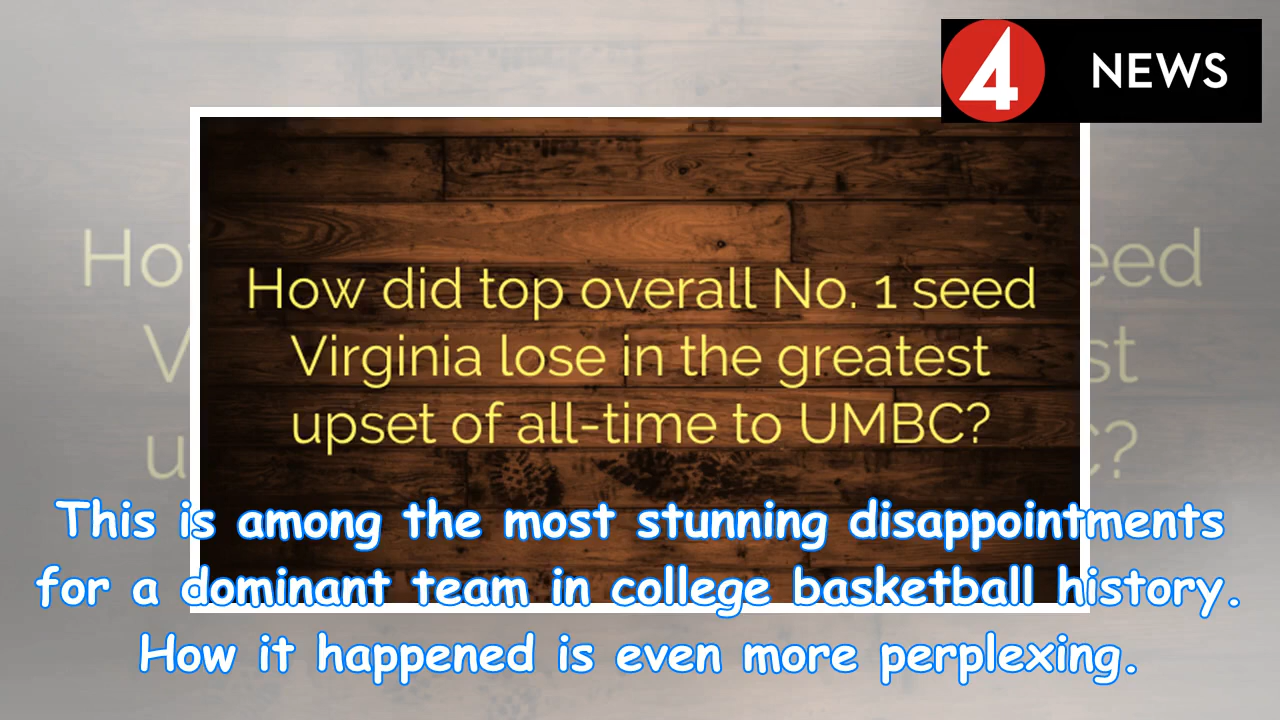 4 NEWS
How did top overall No. 1 seed
Virginia lose in the greatest
upset of all-time to UMBC?
This is among the most stunning disappointments
for a dominant team in college basketball history.
How it happened is even more perplexing.